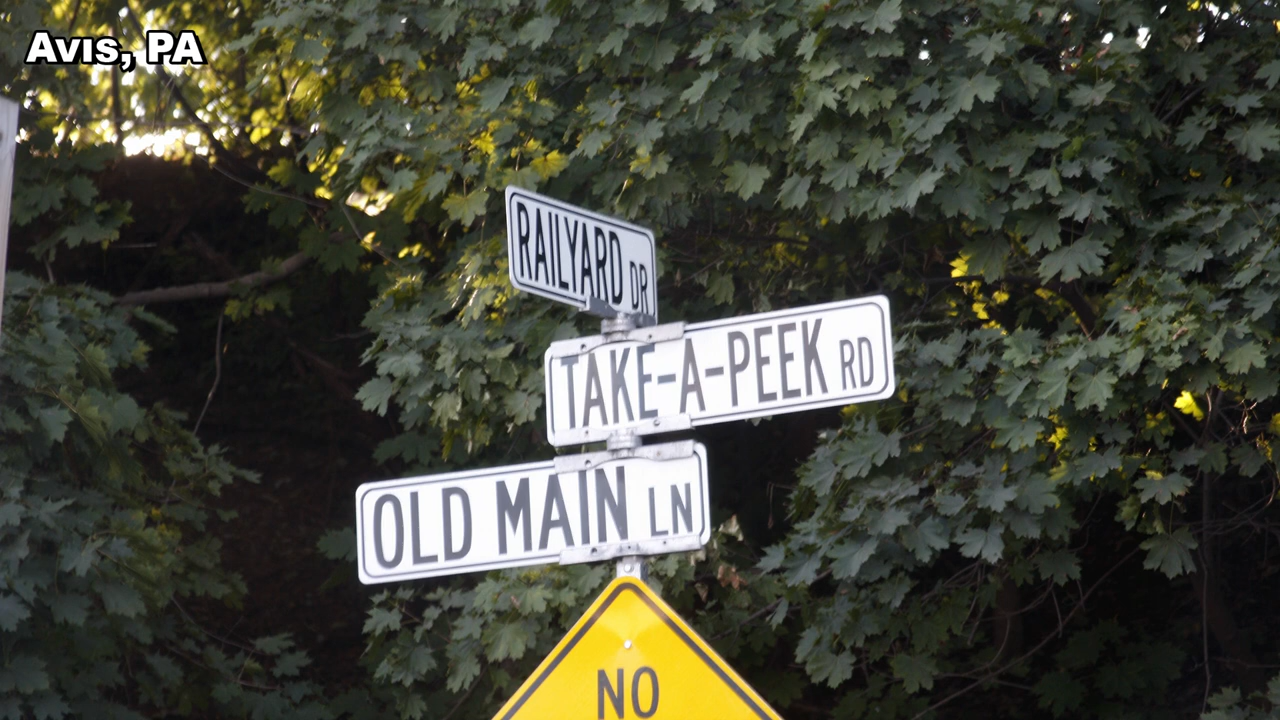 Avis, PA
RAILYARD DR
TAKE-A-PEEK RD
OLD MAIN LN
NO